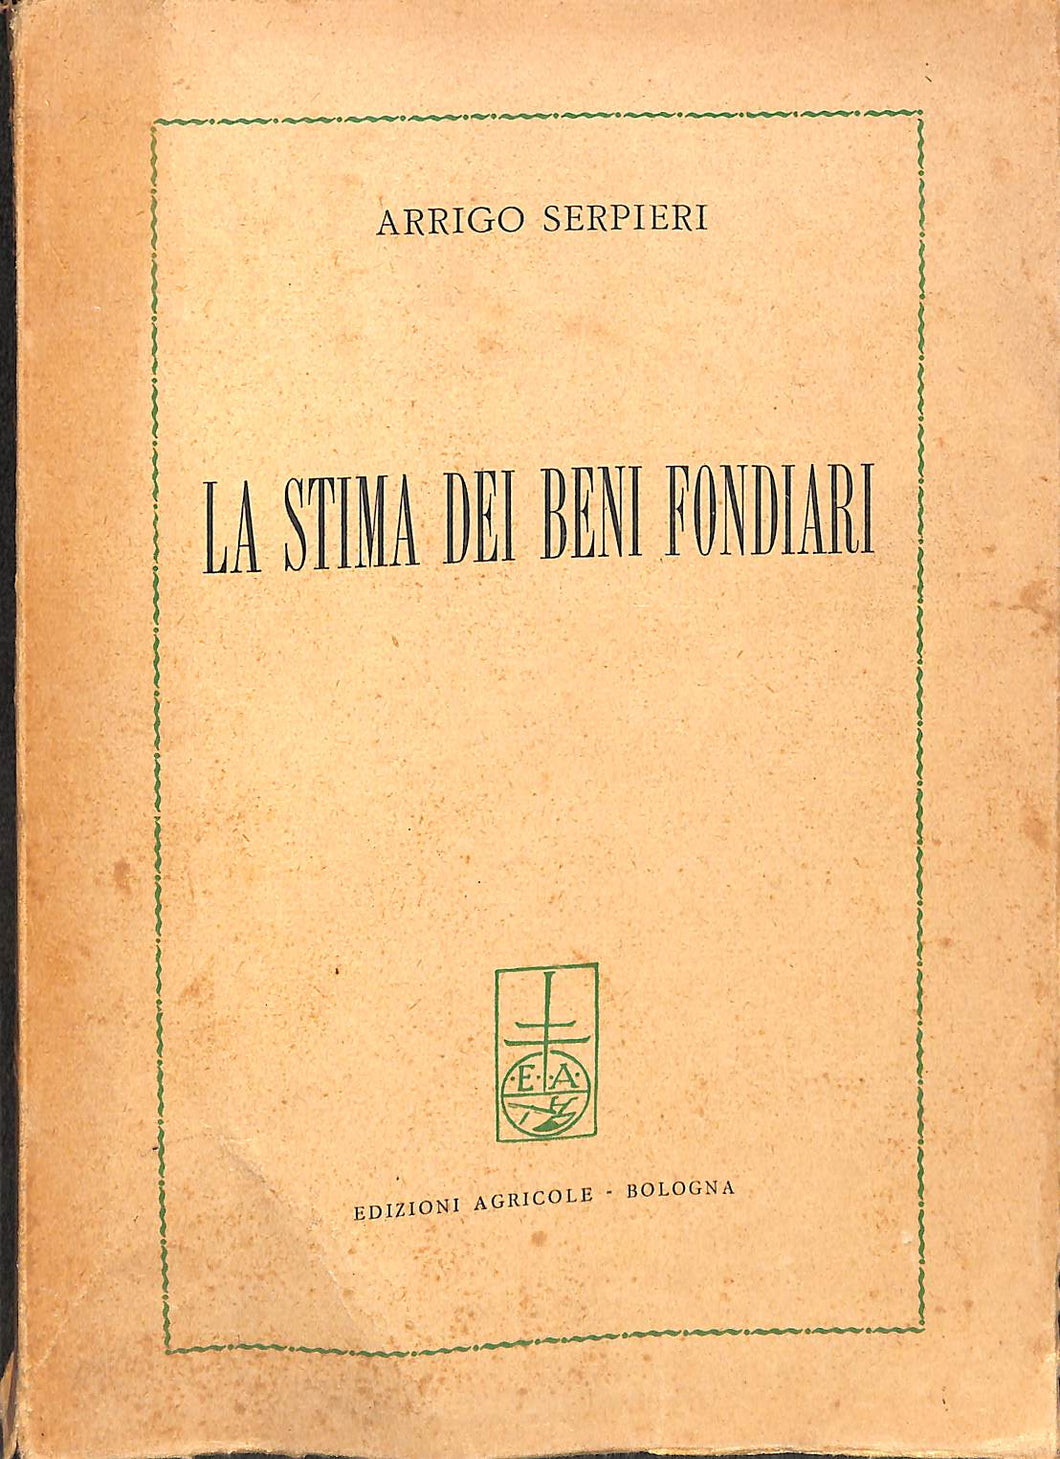 ARRIGO SERPIERI
LA STIMA DEI BENI FONDIARI
·E·A·
EDIZIONI AGRICOLE - BOLOGNA